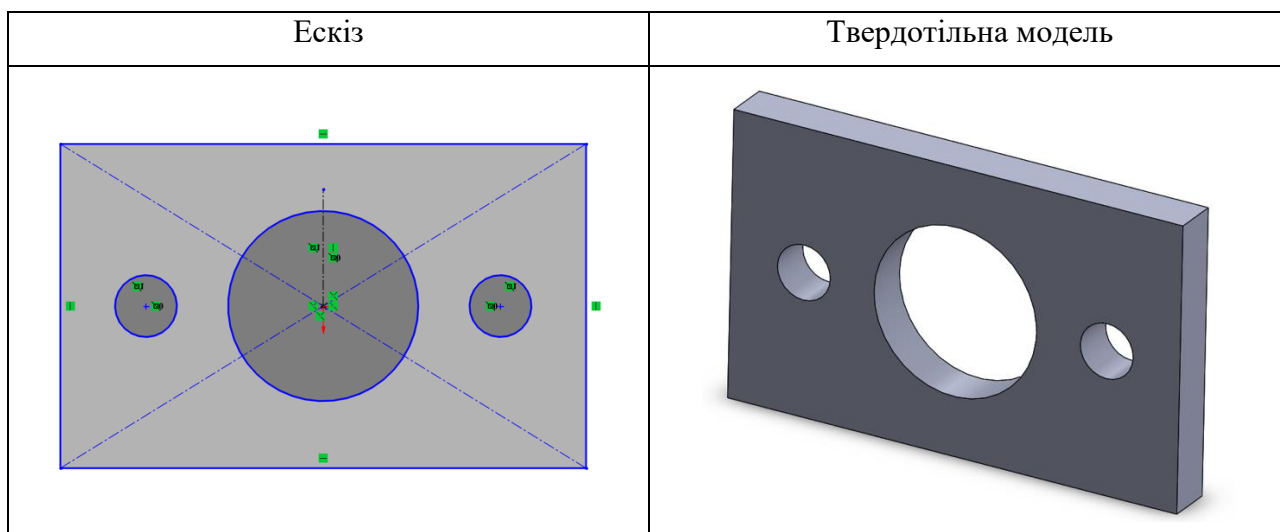 Ескіз
Твердотільна модель